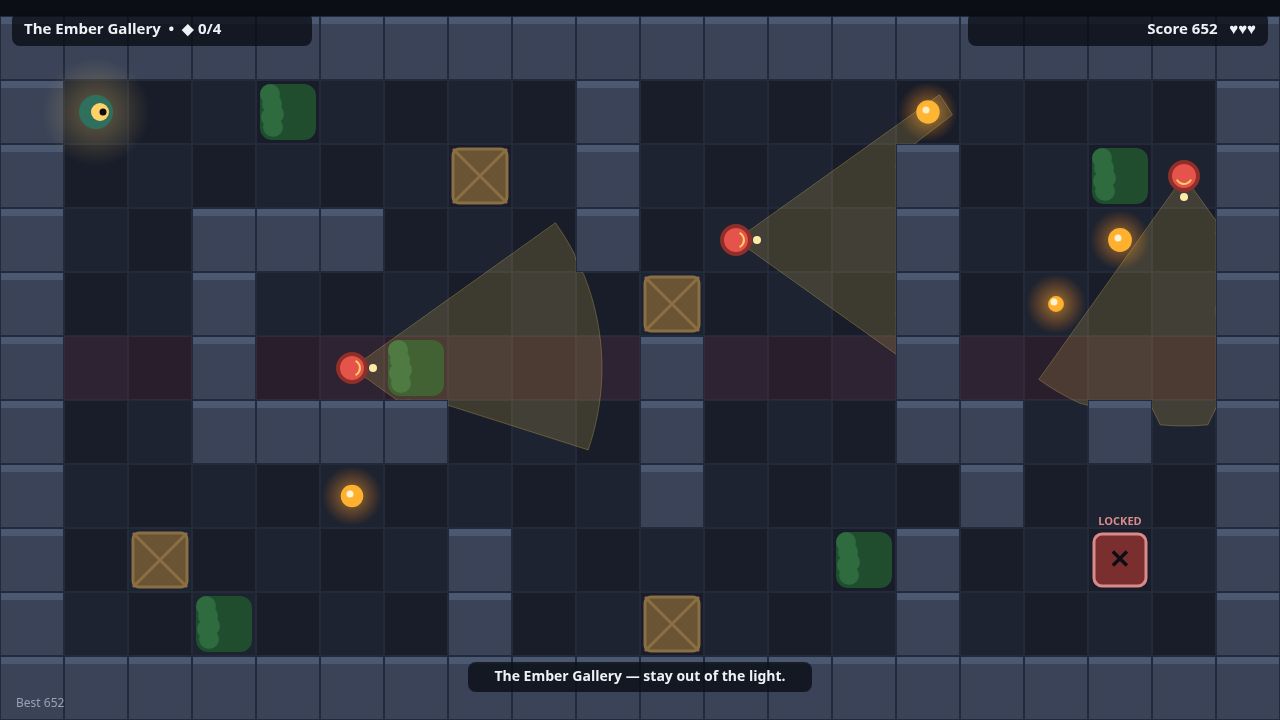 The Ember Gallery • ◆ 0/4
Score 652 ♥♥♥
LOCKED
The Ember Gallery — stay out of the light.
Best 652